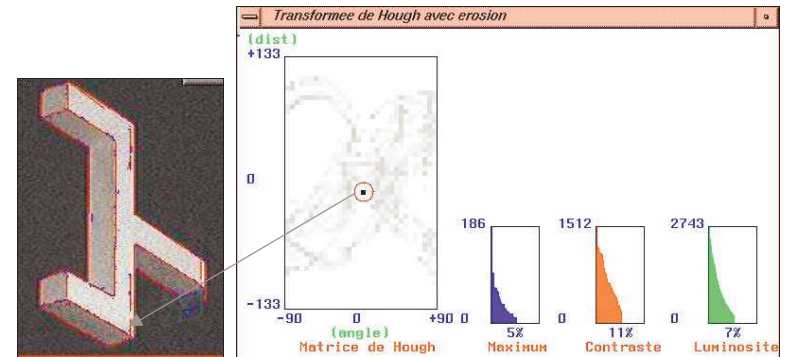 Transformee de Hough avec erosion
(dist)
+133
0
-133
-90 0 +90
(angle)
Matrice de Hough
186
0
5%
Maximum
1512
0
11%
Contraste
2743
0
7%
Luminosite